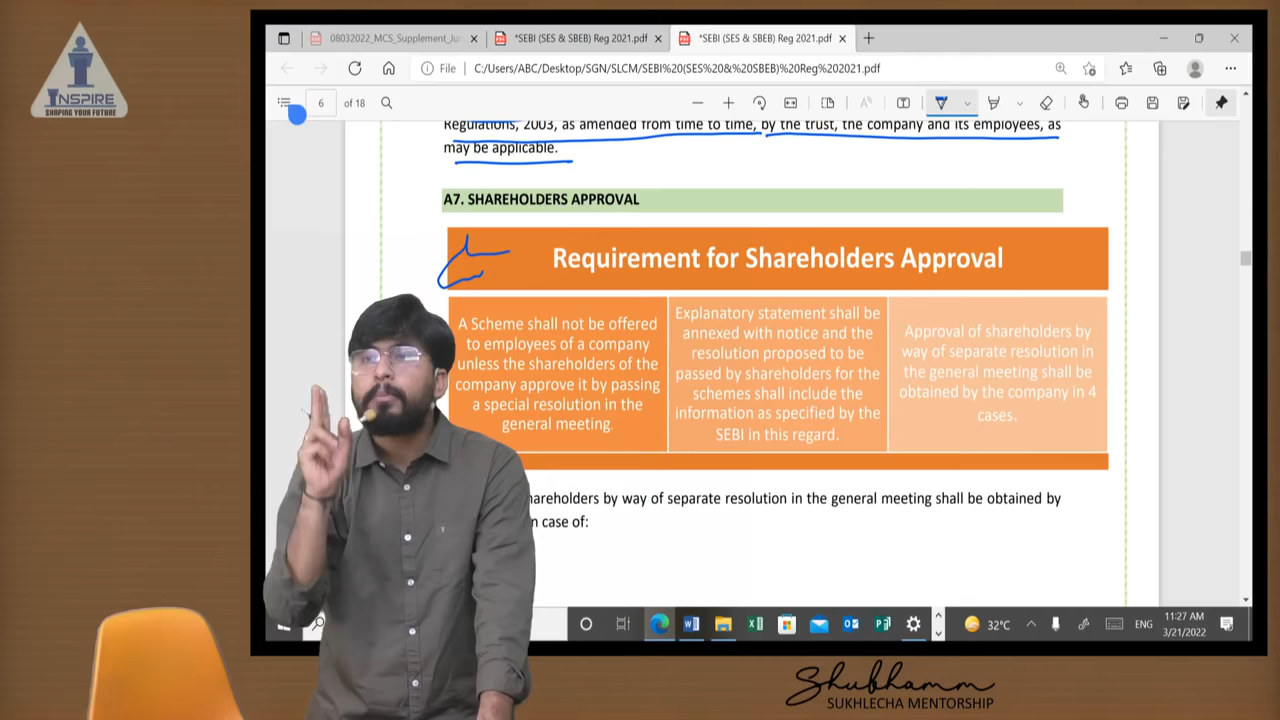 INSPIRE
SHAPING YOUR FUTURE
08032022_MCS_Supplement_Jun
*SEBI (SES & SBEB) Reg 2021.pdf
*SEBI (SES & SBEB) Reg 2021.pdf
File
C:/Users/ABC/Desktop/SGN/SLCM/SEBI%20(SES%20&%20SBEB)%20Reg%202021.pdf
6 of 18
Regulations, 2003, as amended from time to time, by the trust, the company and its employees, as
may be applicable.
A7. SHAREHOLDERS APPROVAL
Requirement for Shareholders Approval
A Scheme shall not be offered
to employees of a company
unless the shareholders of the
company approve it by passing
a special resolution in the
general meeting.
Explanatory statement shall be
annexed with notice and the
resolution proposed to be
passed by shareholders for the
schemes shall include the
information as specified by the
SEBI in this regard.
Approval of shareholders by
way of separate resolution in
the general meeting shall be
obtained by the company in 4
cases.
hareholders by way of separate resolution in the general meeting shall be obtained by
n case of:
32°C
ENG
11:27 AM
3/21/2022
Shubhamm
SUKHLECHA MENTORSHIP